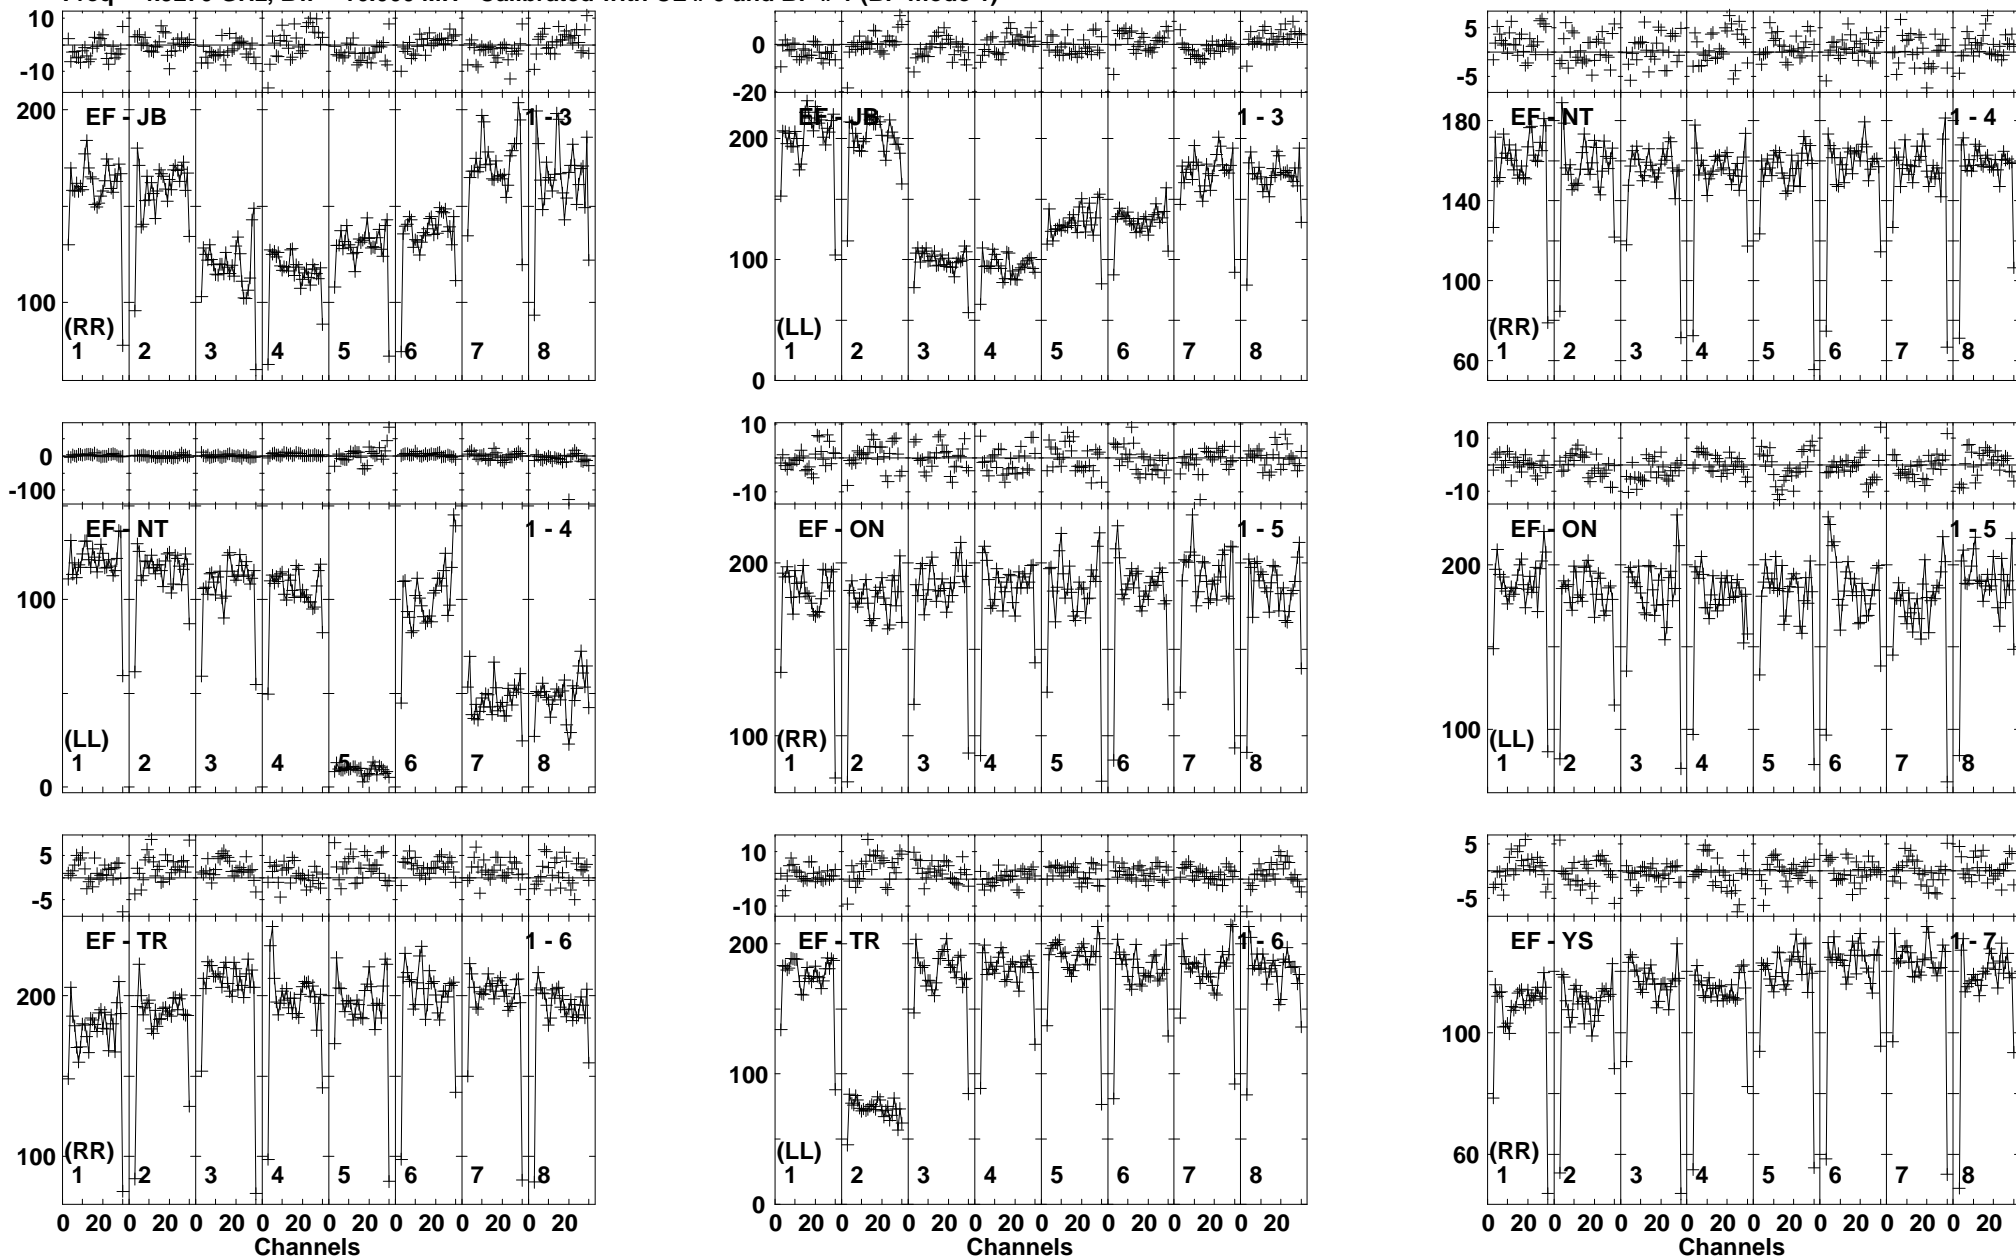 10 0 -10
10 0 -20
5 -5
200 EF - JB 1 - 3
200 EF - JB 1 - 3
180 EF - NT 1 - 4
140
100 100 100
(RR) (LL) (RR)
1 2 3 4 5 6 7 8
1 2 3 4 5 6 7 8
1 2 3 4 5 6 7 8
0 60
0 -100
10 -10
10 -10
EF - NT 1 - 4
200 EF - ON 1 - 5
200 EF - ON 1 - 5
100 100 100
(LL) (RR) (LL)
1 2 3 4 5 6 7 8
1 2 3 4 5 6 7 8
1 2 3 4 5 6 7 8
0
5 -5
10 -10
5 -5
EF - TR 1 - 6
200 EF - TR 1 - 6
EF - YS 1 - 7
200
100 100 100
(RR) (LL) (RR)
1 2 3 4 5 6 7 8
1 2 3 4 5 6 7 8
1 2 3 4 5 6 7 8
0 60
0 20 0 20 0 20 0 20 0 20 0 20 0 20 0 20
0 20 0 20 0 20 0 20 0 20 0 20 0 20 0 20
0 20 0 20 0 20 0 20 0 20 0 20 0 20 0 20
Channels Channels Channels